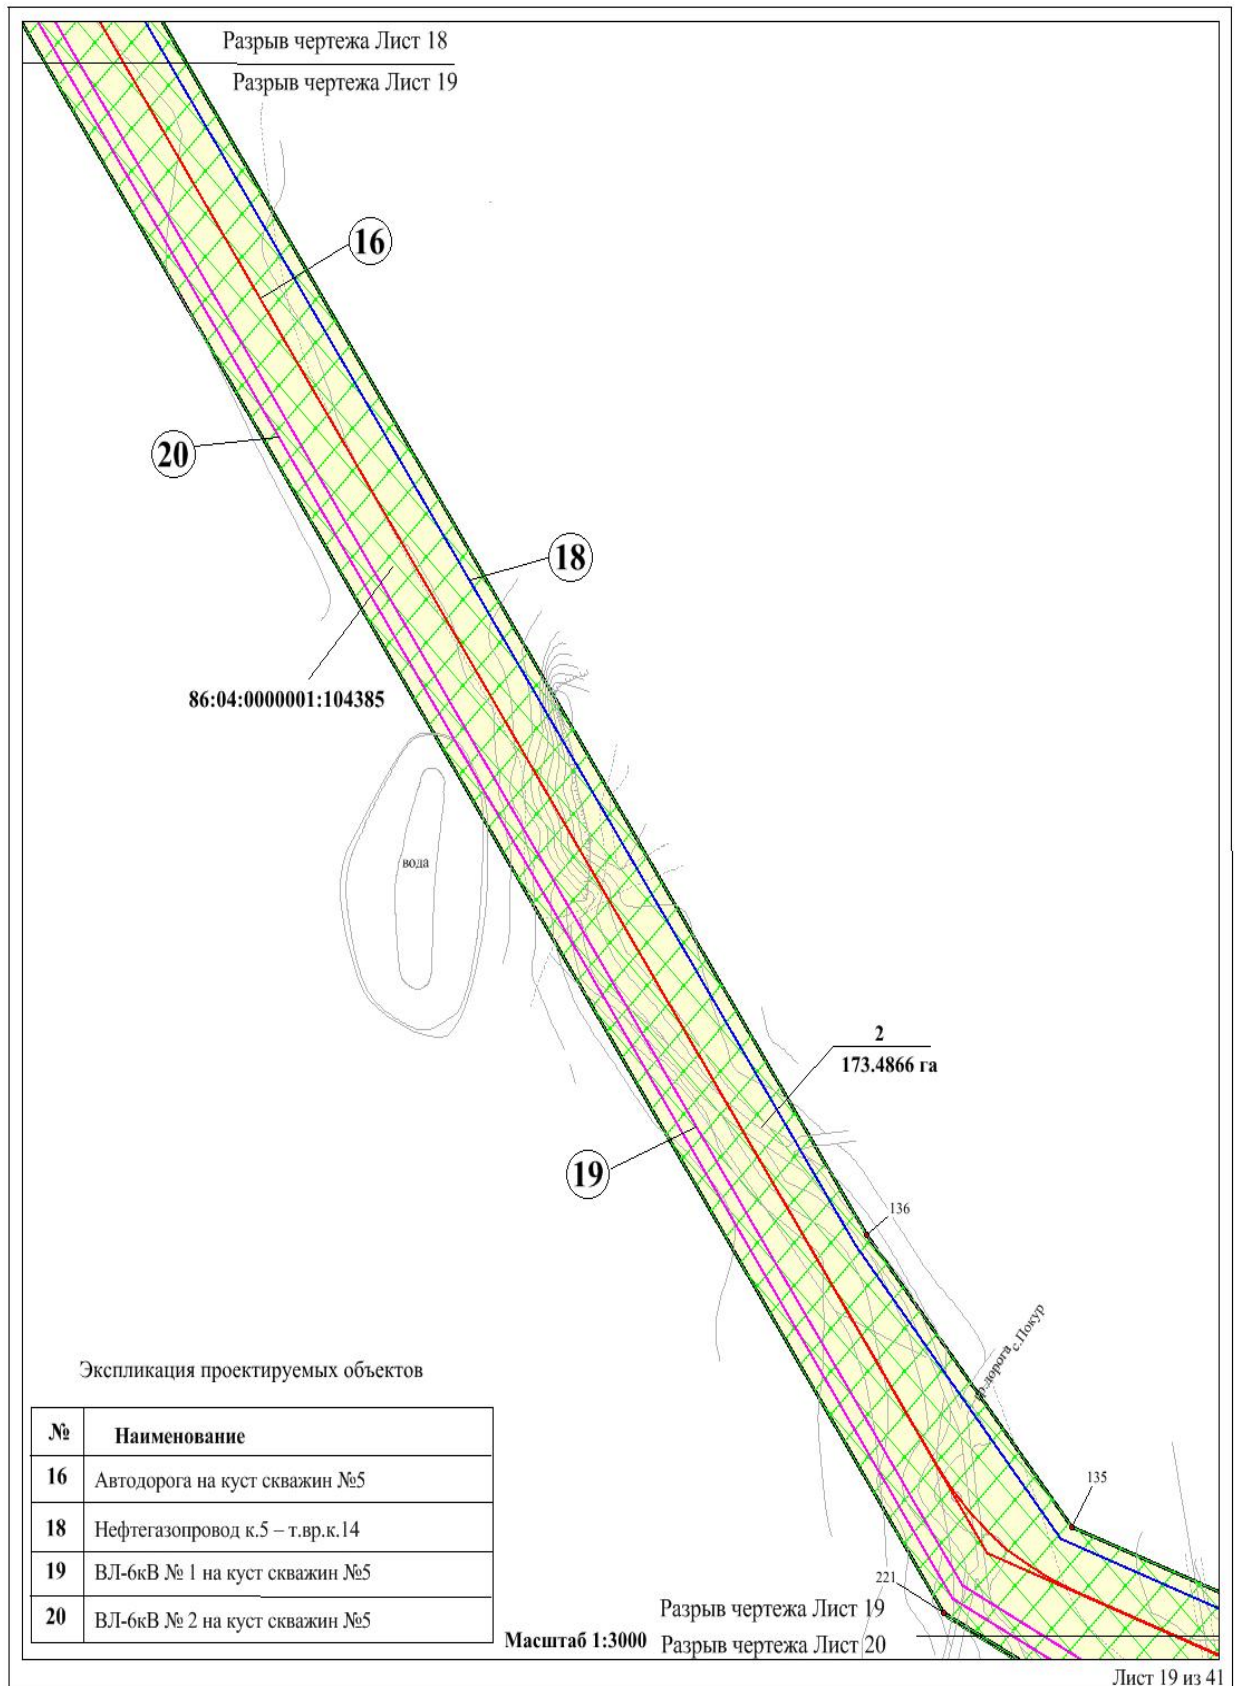 Разрыв чертежа Лист 18
Разрыв чертежа Лист 19
16
20
18
86:04:0000001:104385
вода
2
173.4866 га
19
136
дорога с.Покур
135
221
Экспликация проектируемых объектов
№ Наименование
16 Автодорога на куст скважин №5
18 Нефтегазопровод к.5 – т.вр.к.14
19 ВЛ-6кВ № 1 на куст скважин №5
20 ВЛ-6кВ № 2 на куст скважин №5
Разрыв чертежа Лист 19
Масштаб 1:3000 Разрыв чертежа Лист 20
Лист 19 из 41